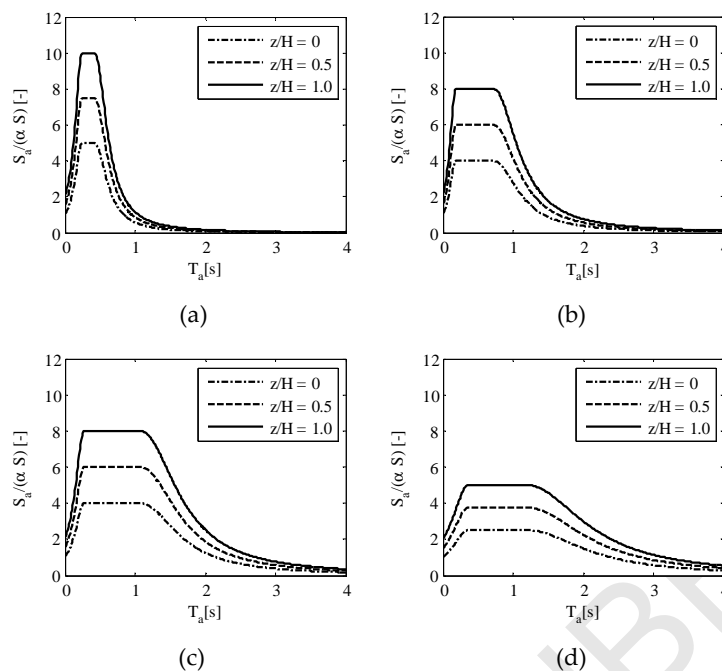 12
10
8
6
4
2
0
S_a/(α S) [-]
z/H = 0
z/H = 0.5
z/H = 1.0
0 1 2 3 4
T_a[s]
(a)
12
10
8
6
4
2
0
S_a/(α S) [-]
z/H = 0
z/H = 0.5
z/H = 1.0
0 1 2 3 4
T_a[s]
(b)
12
10
8
6
4
2
0
S_a/(α S) [-]
z/H = 0
z/H = 0.5
z/H = 1.0
0 1 2 3 4
T_a[s]
(c)
12
10
8
6
4
2
0
S_a/(α S) [-]
z/H = 0
z/H = 0.5
z/H = 1.0
0 1 2 3 4
T_a[s]
(d)